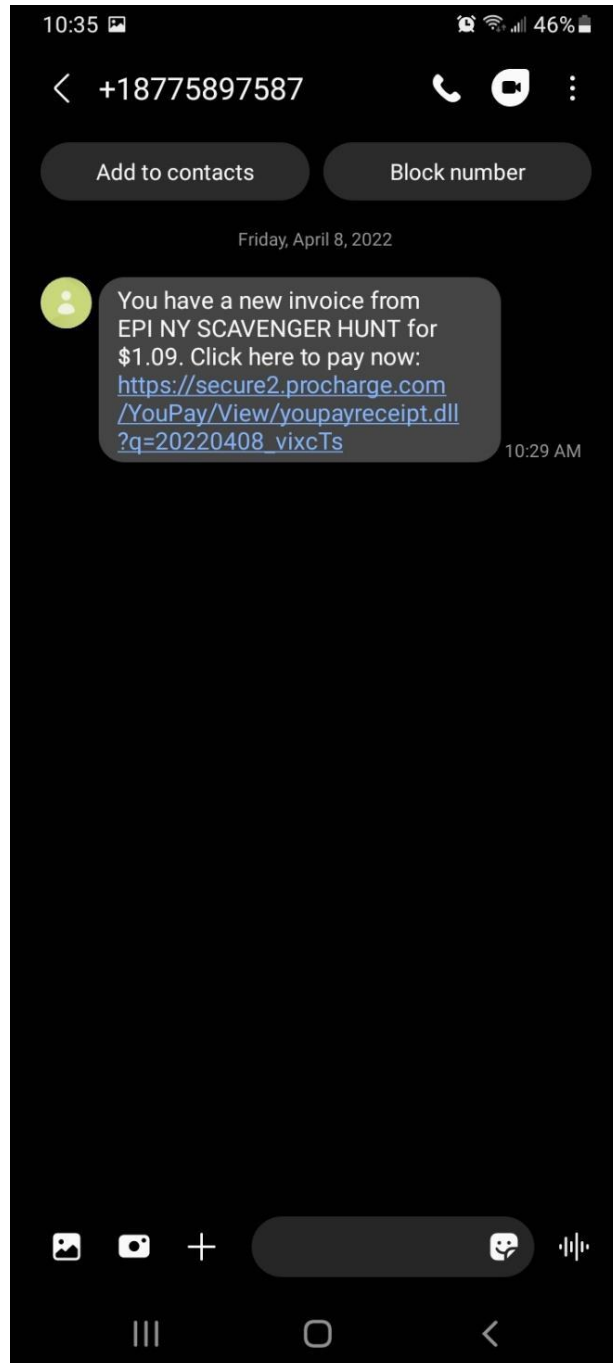 10:35 46%
+18775897587
Add to contacts Block number
Friday, April 8, 2022
You have a new invoice from
EPI NY SCAVENGER HUNT for
$1.09. Click here to pay now:
https://secure2.procharge.com
/YouPay/View/youpayreceipt.dll
?q=20220408_vixcTs
10:29 AM